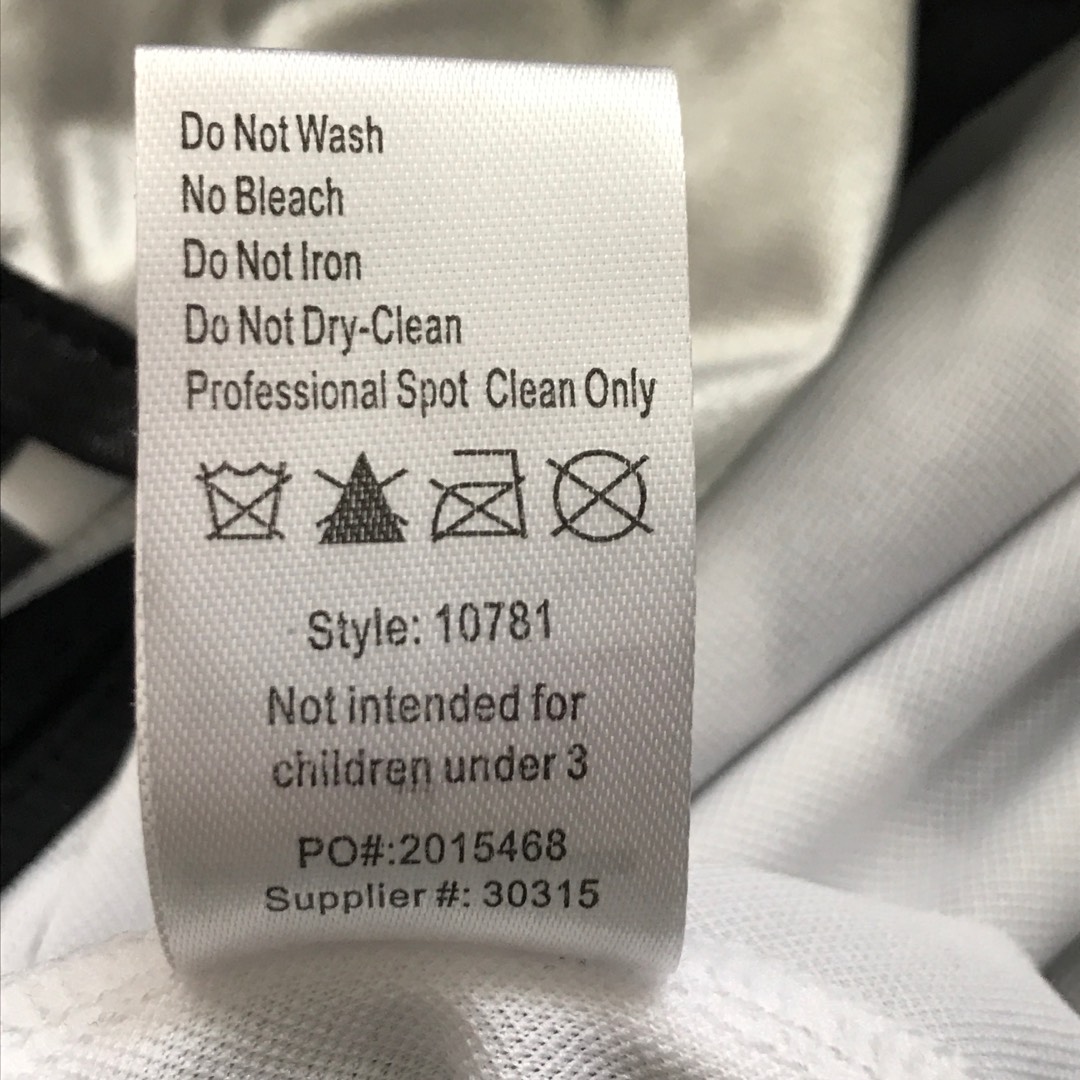 Do Not Wash
No Bleach
Do Not Iron
Do Not Dry-Clean
Professional Spot Clean Only
Style: 10781
Not intended for
children under 3
PO#:2015468
Supplier #: 30315